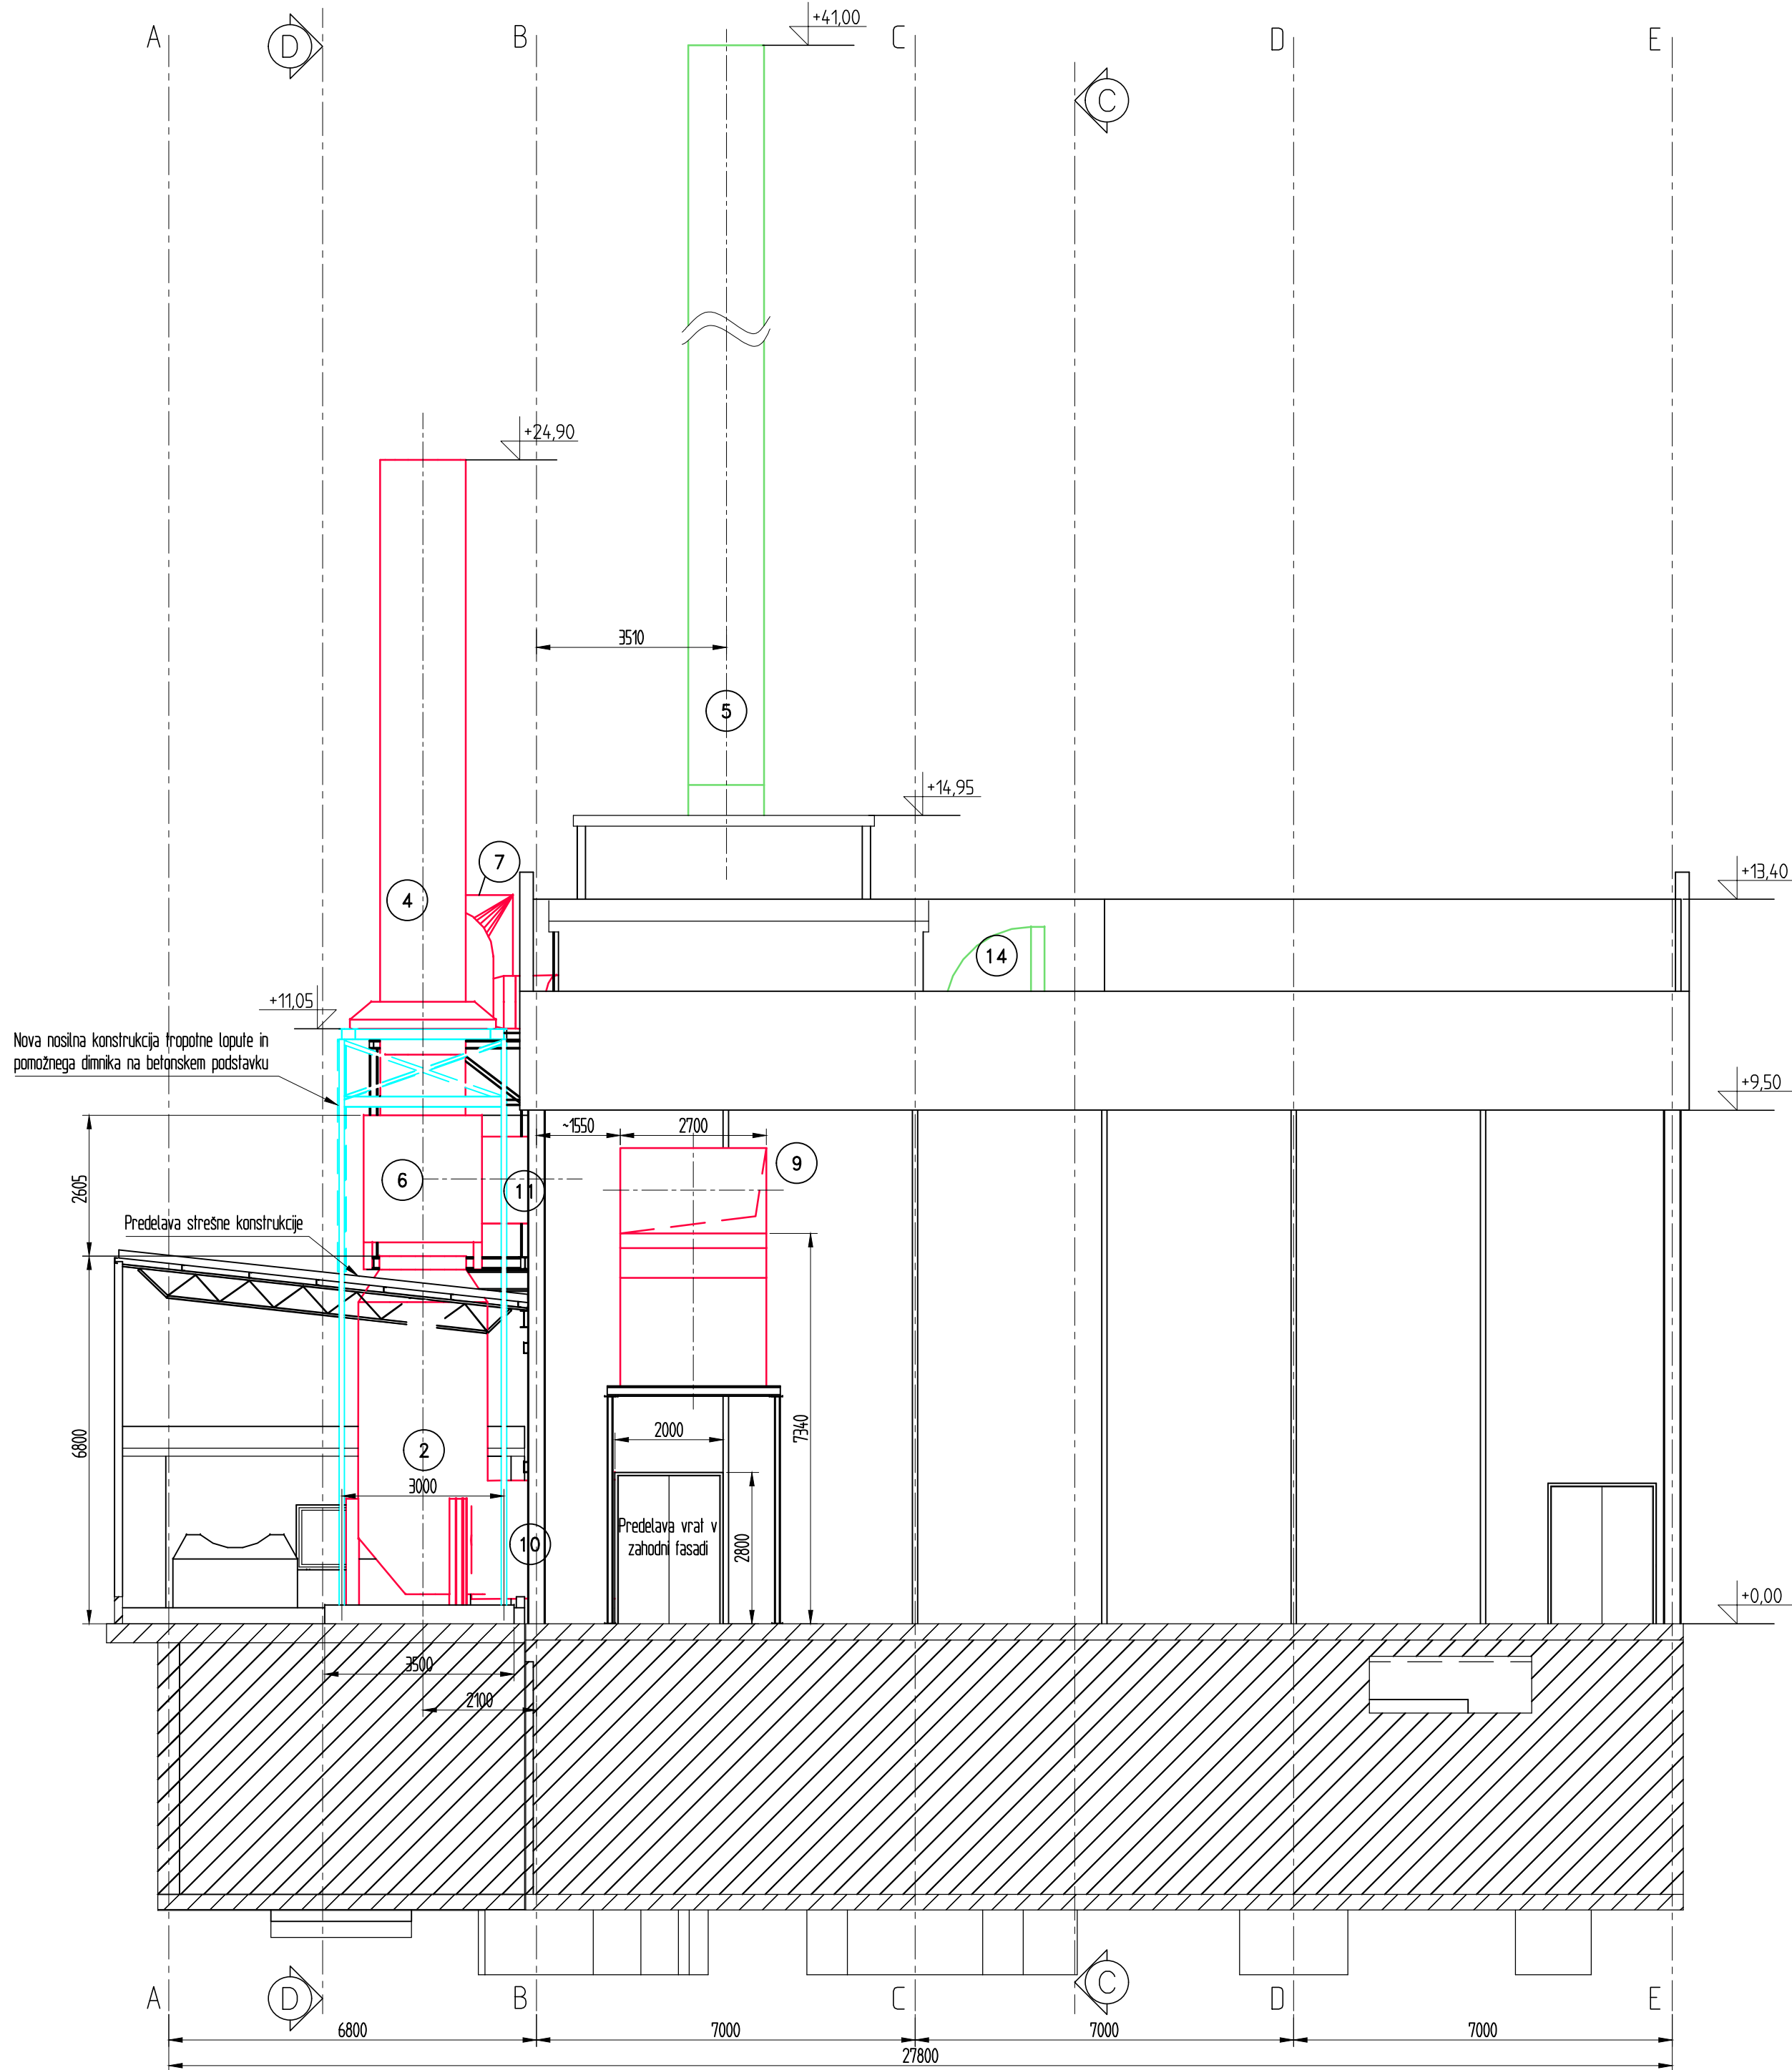 +41,00
A
D
B
C
D
E
C
+24,90
3510
5
+14,95
7
4
+13,40
14
+11,05
Nova nosilna konstrukcija tropotne lopute in
pomožnega dimnika na betonskem podstavku
+9,50
~1550
2700
9
2605
6
11
Predelava strešne konstrukcije
6800
2
7340
2000
3000
Predelava vrat v
zahodni fasadi
2800
10
+0,00
3500
2100
A
D
B
C
C
D
E
6800
7000
7000
7000
27800